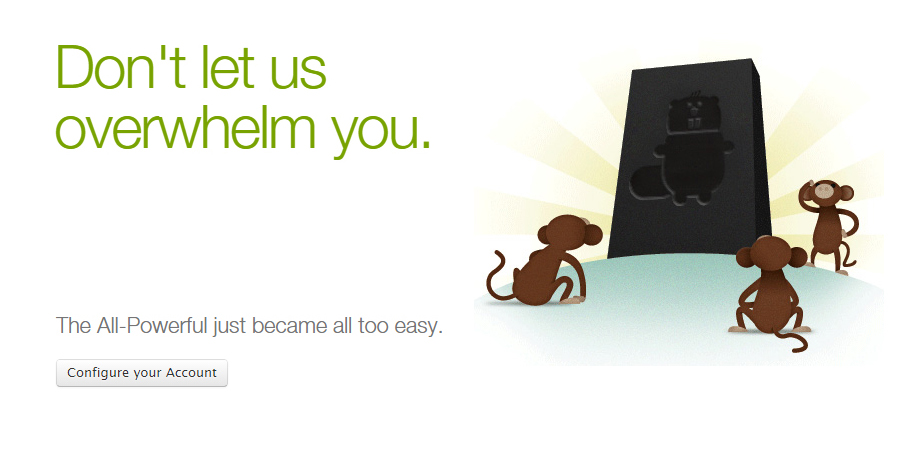 Don't let us
overwhelm you.
The All-Powerful just became all too easy.
Configure your Account